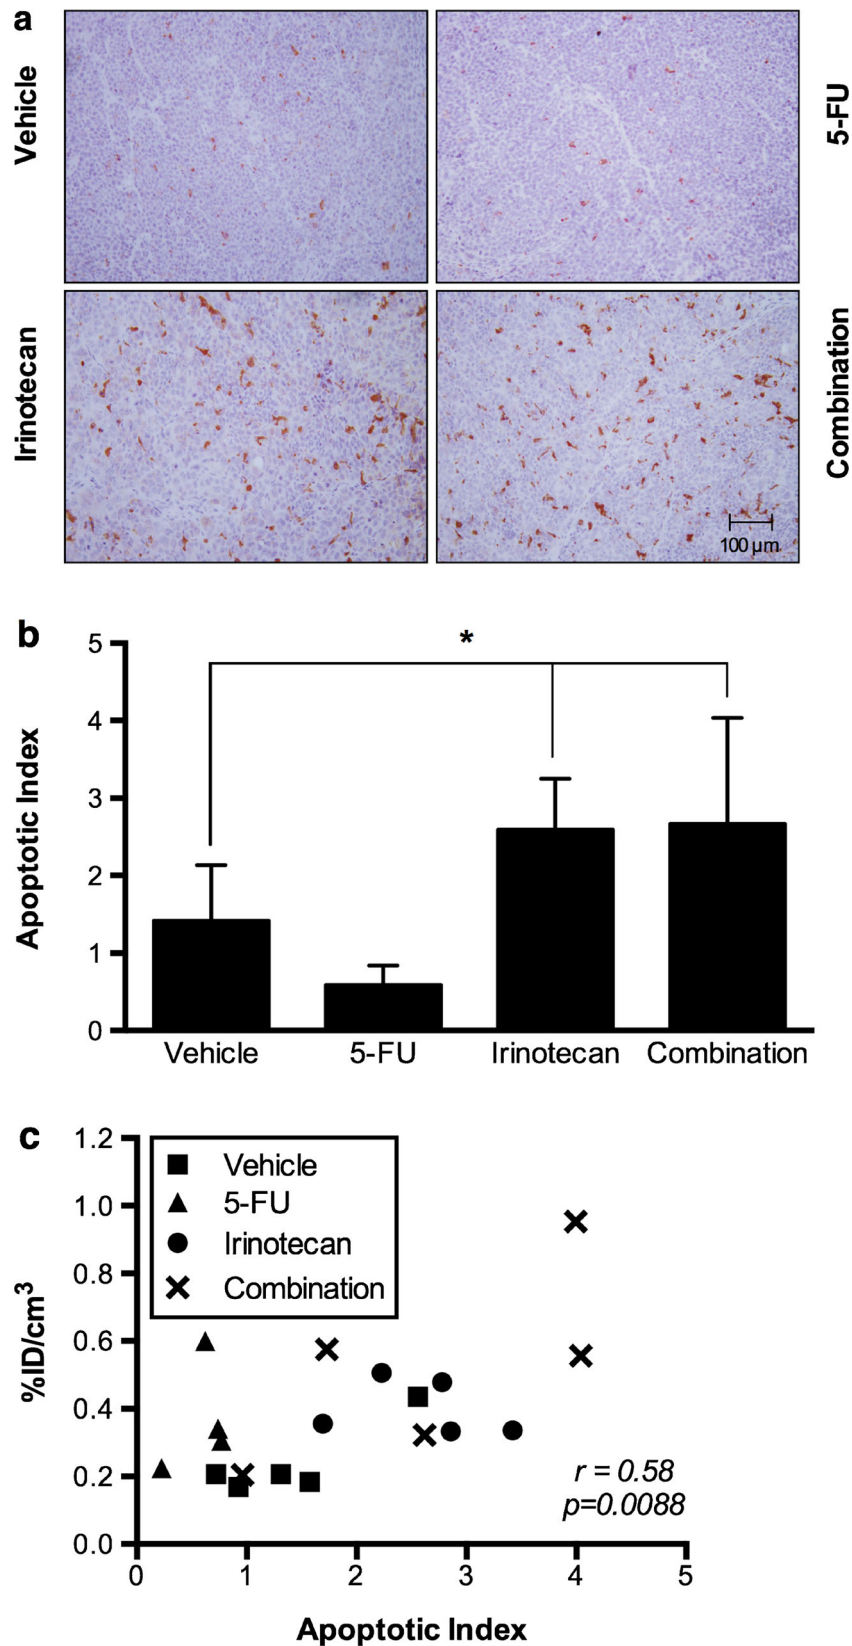 a
Vehicle
5-FU
Irinotecan
Combination
100 µm
b
*
Apoptotic Index
5
4
3
2
1
0
Vehicle 5-FU Irinotecan Combination
c
%ID/cm³
1.2
1.0
0.8
0.6
0.4
0.2
0.0
Vehicle
5-FU
Irinotecan
Combination
r = 0.58
p=0.0088
0 1 2 3 4 5
Apoptotic Index